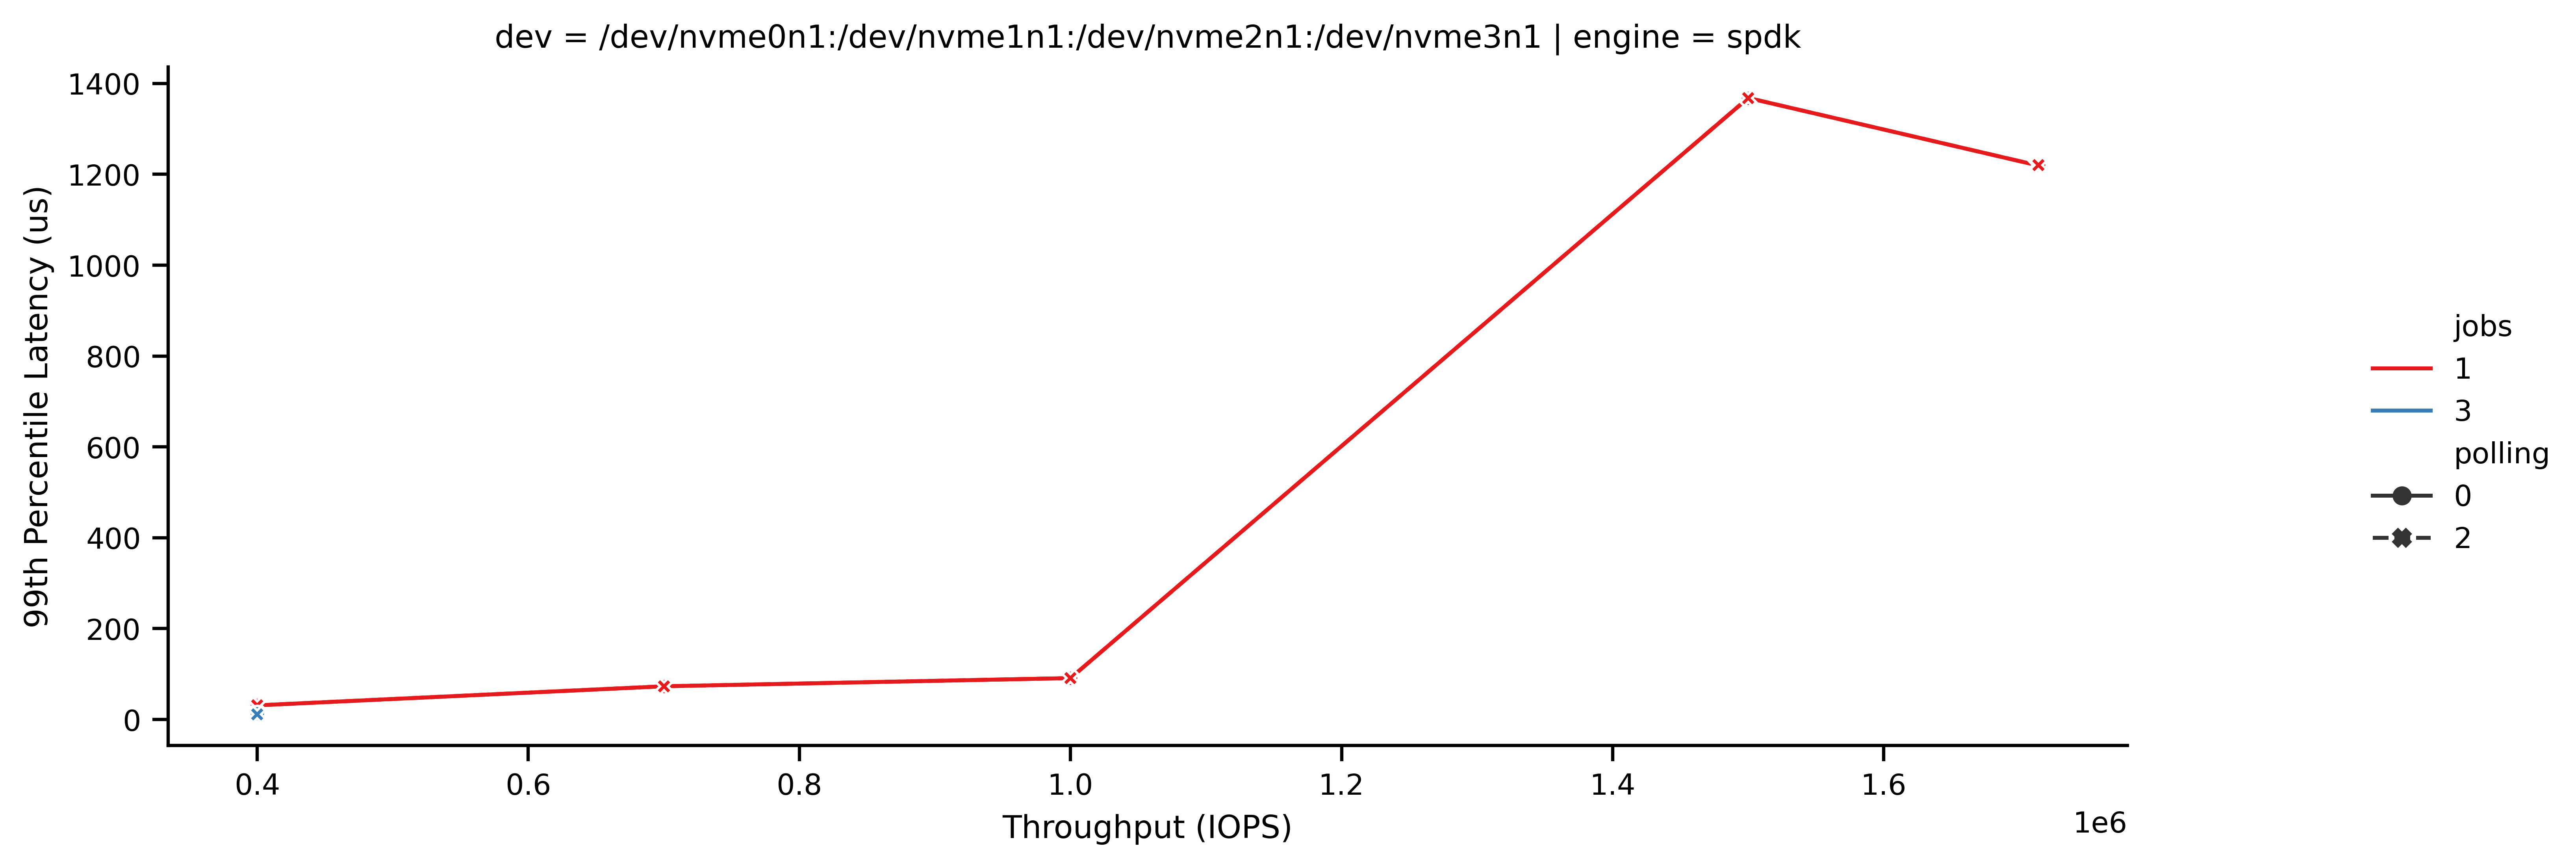 dev = /dev/nvme0n1:/dev/nvme1n1:/dev/nvme2n1:/dev/nvme3n1 | engine = spdk
99th Percentile Latency (us)
1400
1200
1000
800
600
400
200
0
0.4 0.6 0.8 1.0 1.2 1.4 1.6
1e6
Throughput (IOPS)
jobs
1
3
polling
0
2